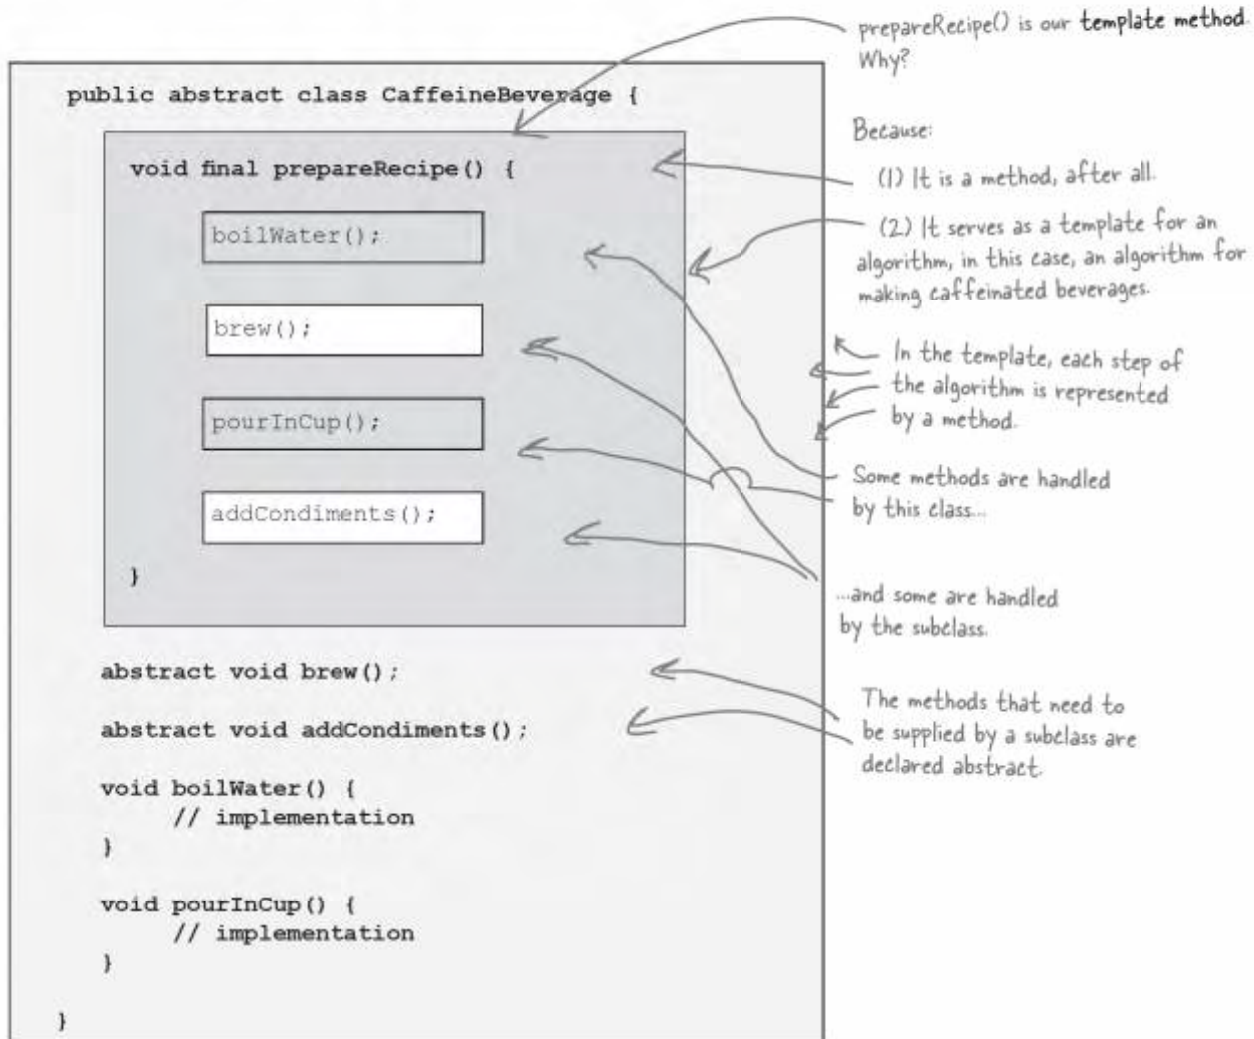 prepareRecipe() is our template method.
Why?
public abstract class CaffeineBeverage {
void final prepareRecipe() {
boilWater();
brew();
pourInCup();
addCondiments();
}
abstract void brew();
abstract void addCondiments();
void boilWater() {
// implementation
}
void pourInCup() {
// implementation
}
}
Because:
(1) It is a method, after all.
(2) It serves as a template for an
algorithm, in this case, an algorithm for
making caffeinated beverages.
In the template, each step of
the algorithm is represented
by a method.
Some methods are handled
by this class...
...and some are handled
by the subclass.
The methods that need to
be supplied by a subclass are
declared abstract.